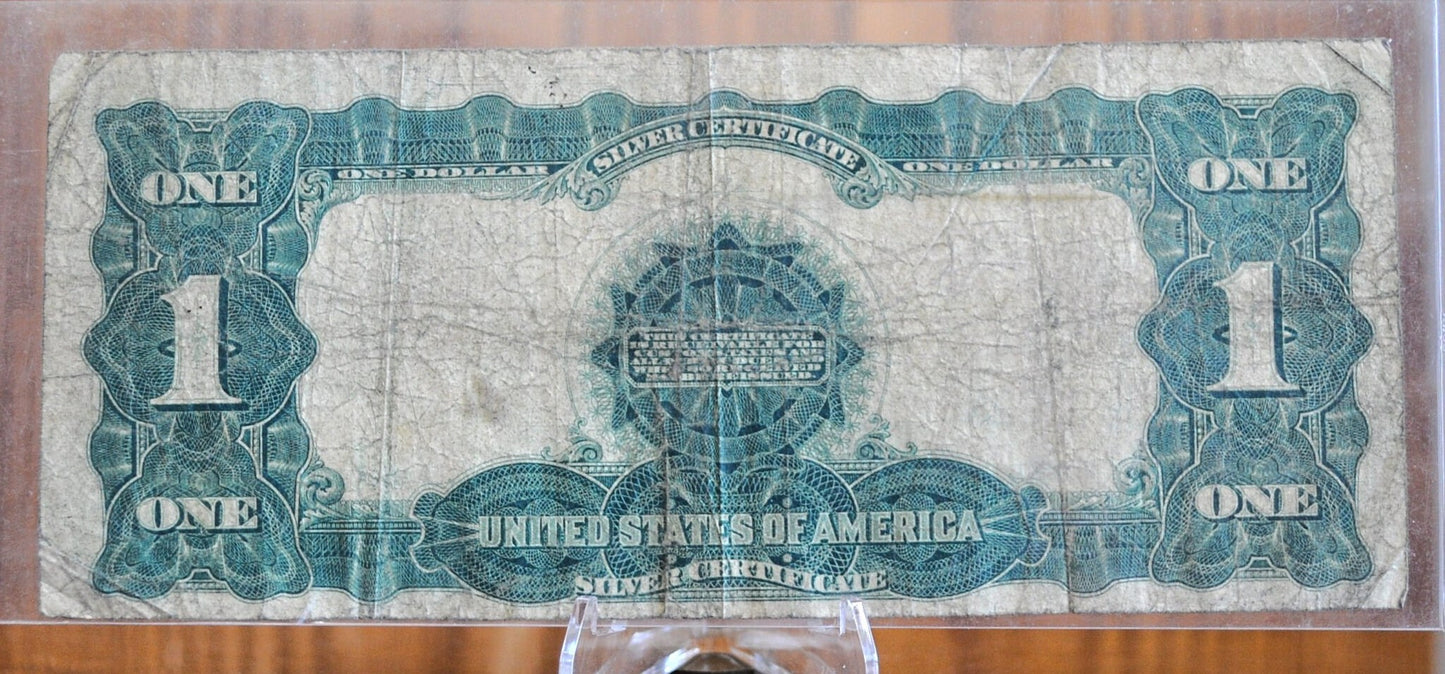 SILVER CERTIFICATE
ONE DOLLAR ONE DOLLAR
ONE ONE
1 1
ONE ONE
UNITED STATES OF AMERICA
SILVER CERTIFICATE